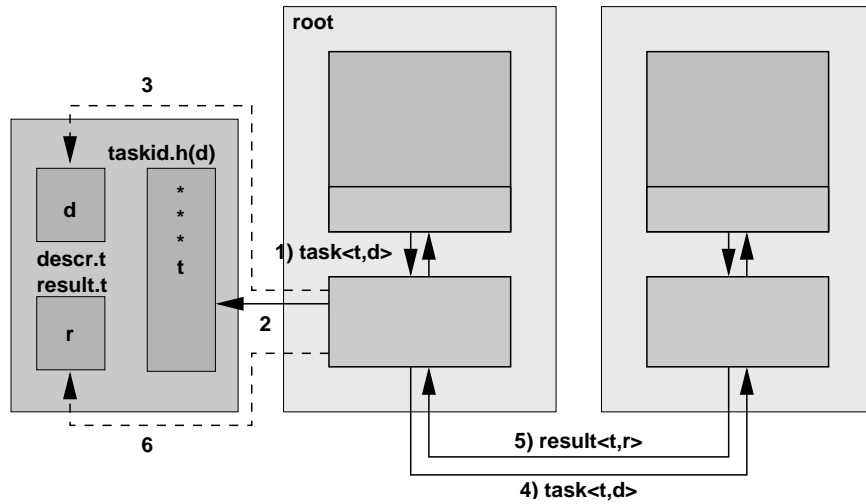 root
3
taskid.h(d)
*
*
*
t
d
descr.t
result.t
r
1) task<t,d>
2
6
5) result<t,r>
4) task<t,d>